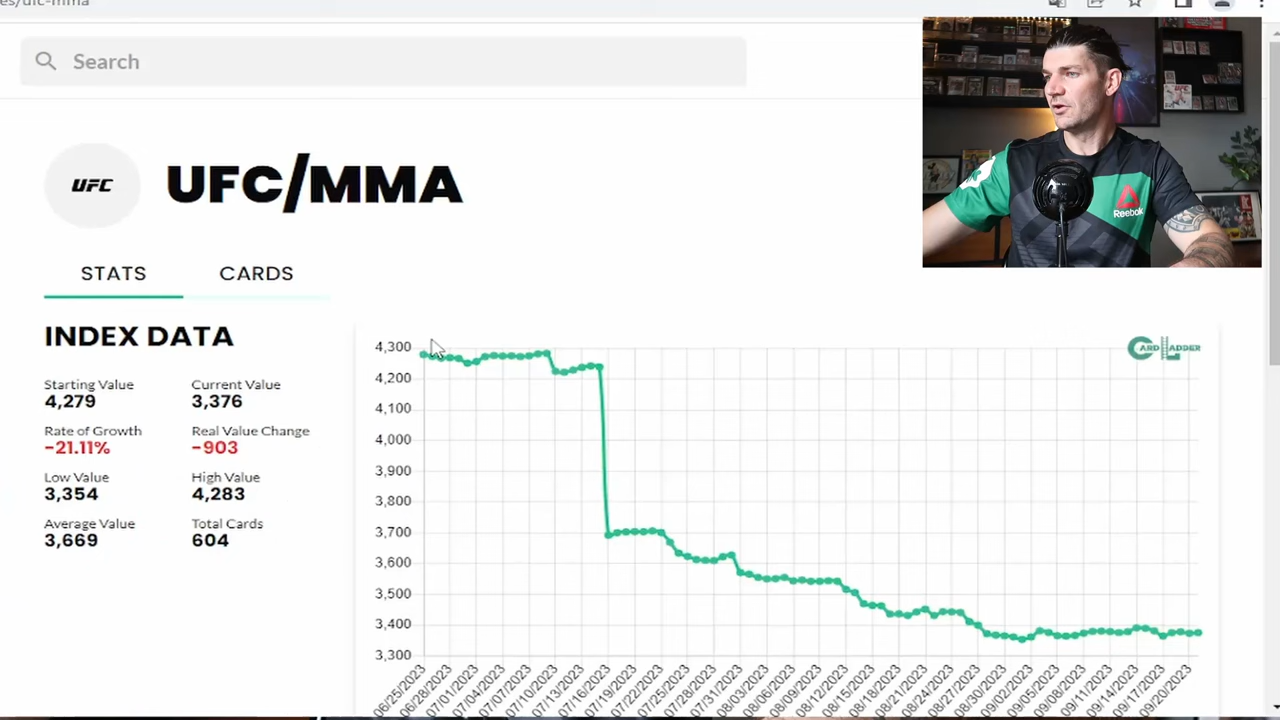 es/ufc-mma
Search
UFC
UFC/MMA
STATS
CARDS
INDEX DATA
Starting Value
4,279
Current Value
3,376
Rate of Growth
-21.11%
Real Value Change
-903
Low Value
3,354
High Value
4,283
Average Value
3,669
Total Cards
604
CARD LADDER
4,300
4,200
4,100
4,000
3,900
3,800
3,700
3,600
3,500
3,400
3,300
06/25/2023
06/28/2023
07/01/2023
07/04/2023
07/07/2023
07/10/2023
07/13/2023
07/16/2023
07/19/2023
07/22/2023
07/25/2023
07/28/2023
07/31/2023
08/03/2023
08/06/2023
08/09/2023
08/12/2023
08/15/2023
08/18/2023
08/21/2023
08/24/2023
08/27/2023
08/30/2023
09/02/2023
09/05/2023
09/08/2023
09/11/2023
09/14/2023
09/17/2023
09/20/2023
Reebok